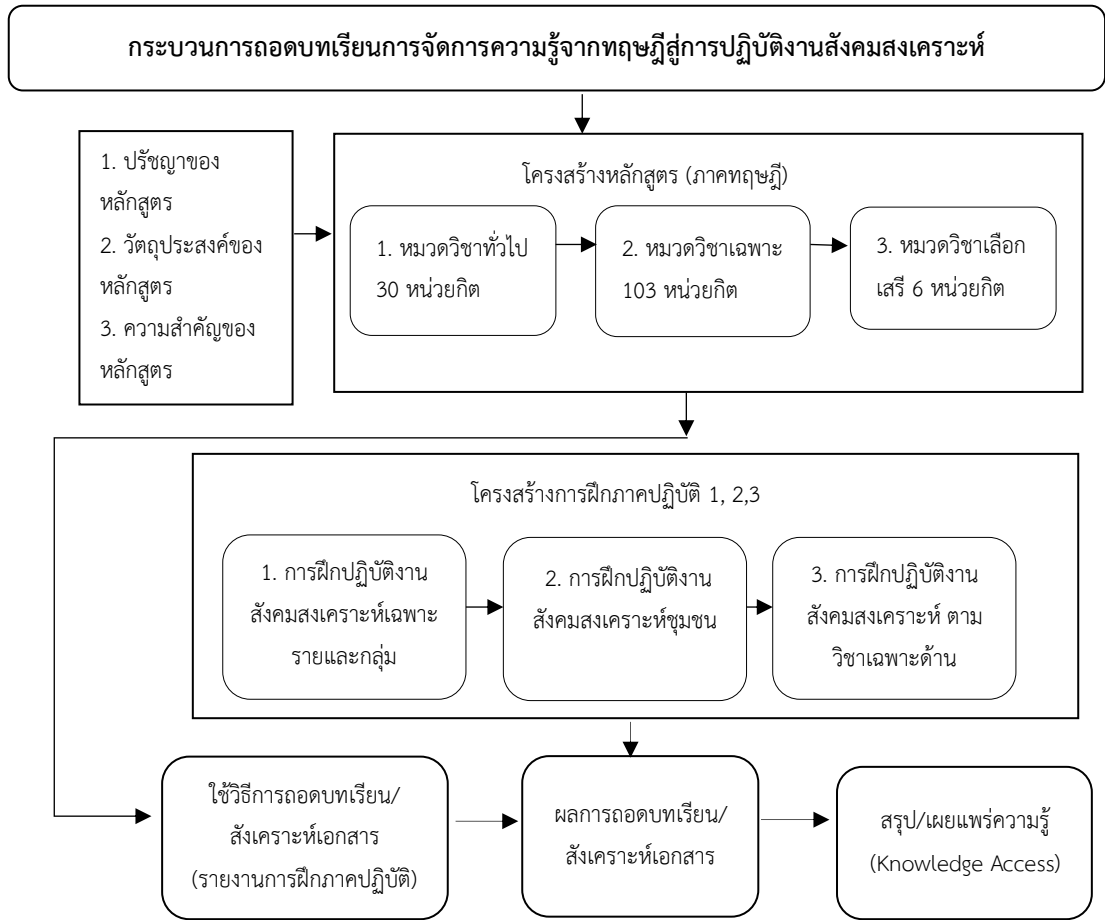 กระบวนการถอดบทเรียนการจัดการความรู้จากทฤษฎีสู่การปฏิบัติงานสังคมสงเคราะห์
1. ปรัชญาของ
หลักสูตร
2. วัตถุประสงค์ของ
หลักสูตร
3. ความสำคัญของ
หลักสูตร
โครงสร้างหลักสูตร (ภาคทฤษฎี)
1. หมวดวิชาทั่วไป
30 หน่วยกิต
2. หมวดวิชาเฉพาะ
103 หน่วยกิต
3. หมวดวิชาเลือก
เสรี 6 หน่วยกิต
โครงสร้างการฝึกภาคปฏิบัติ 1, 2,3
1. การฝึกปฏิบัติงาน
สังคมสงเคราะห์เฉพาะ
รายและกลุ่ม
2. การฝึกปฏิบัติงาน
สังคมสงเคราะห์ชุมชน
3. การฝึกปฏิบัติงาน
สังคมสงเคราะห์ ตาม
วิชาเฉพาะด้าน
ใช้วิธีการถอดบทเรียน/
สังเคราะห์เอกสาร
(รายงานการฝึกภาคปฏิบัติ)
ผลการถอดบทเรียน/
สังเคราะห์เอกสาร
สรุป/เผยแพร่ความรู้
(Knowledge Access)